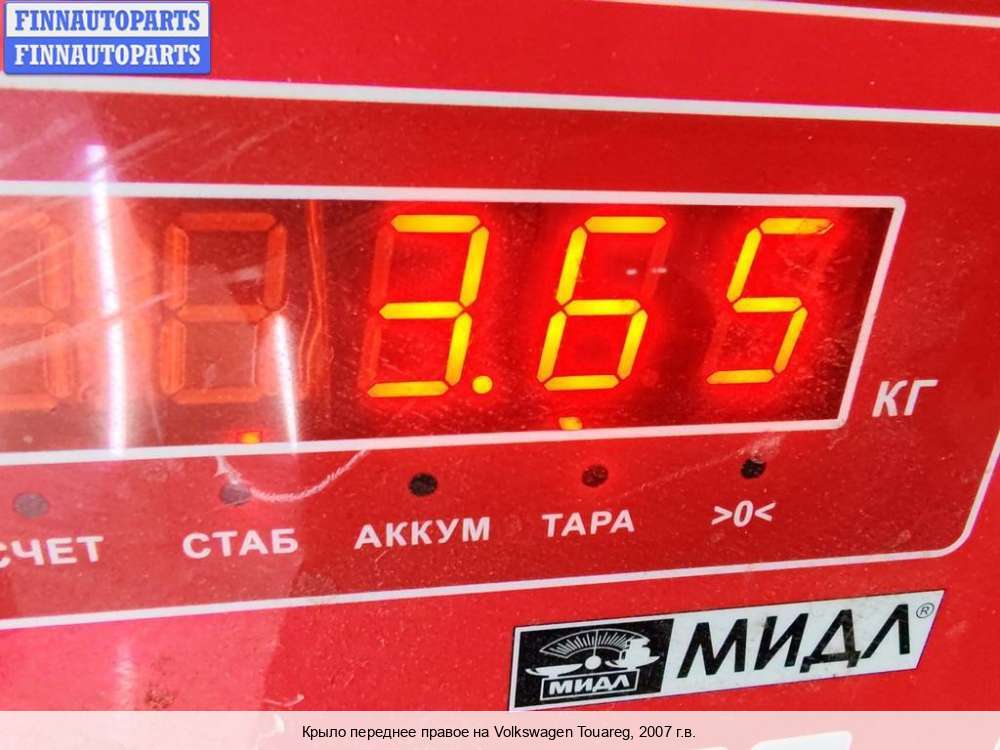 FINNAUTOPARTS
FINNAUTOPARTS
3.65
КГ
СЧЕТ СТАБ АККУМ ТАРА >0<
МИДЛ МИДЛ®
Крыло переднее правое на Volkswagen Touareg, 2007 г.в.